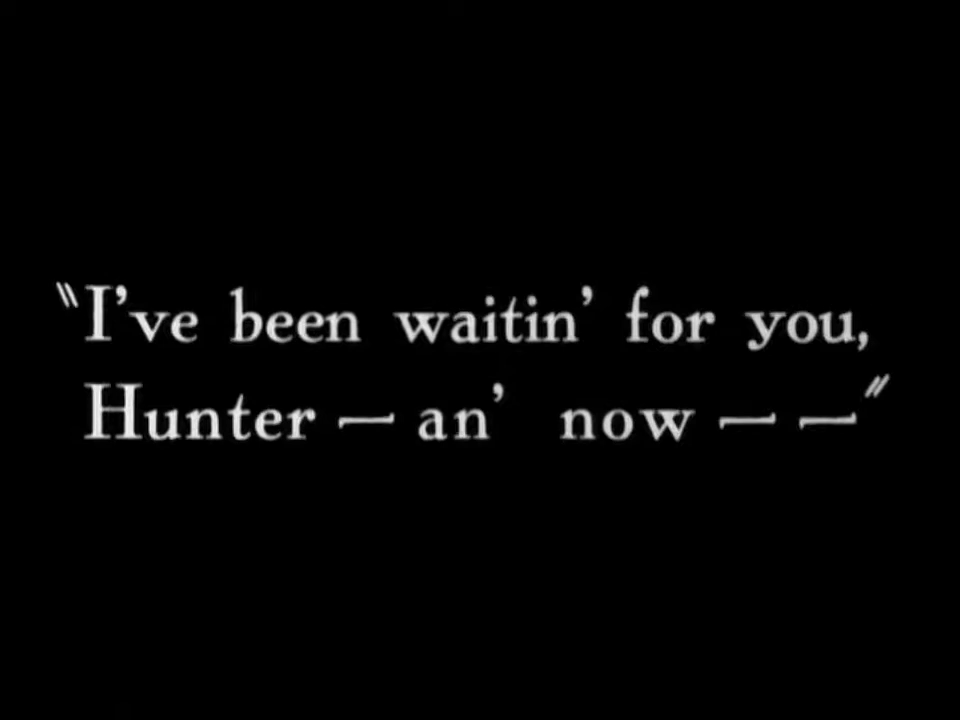 "I've been waitin' for you,
Hunter — an' now — —"